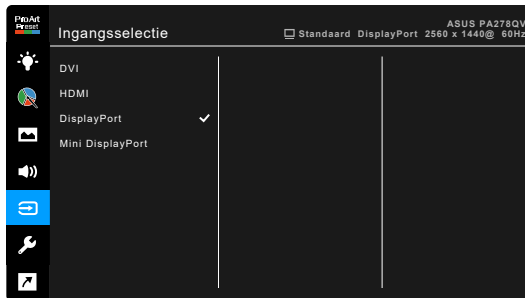 ProArt
Preset
Ingangsselectie
ASUS PA278QV
Standaard DisplayPort 2560 x 1440@ 60Hz
DVI
HDMI
DisplayPort
Mini DisplayPort